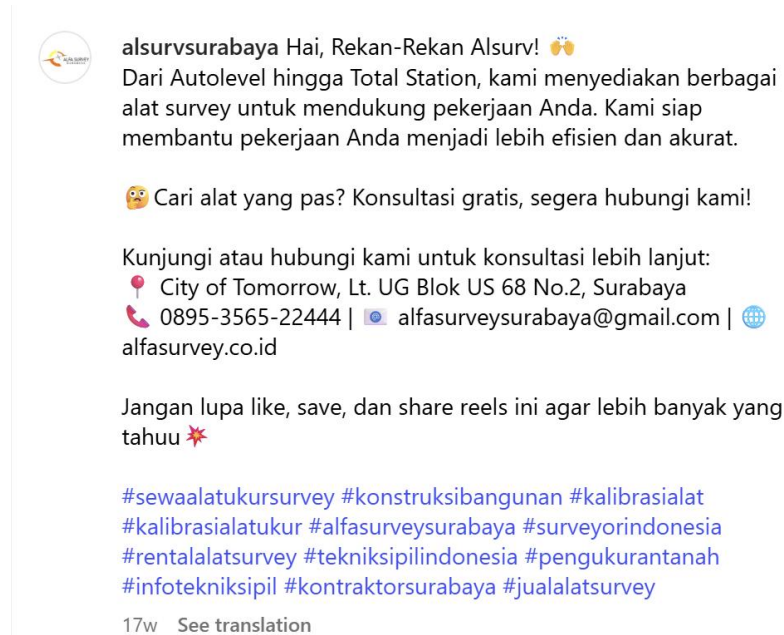 alsurvsurabaya Hai, Rekan-Rekan Alsurv! 🙌
Dari Autolevel hingga Total Station, kami menyediakan berbagai
alat survey untuk mendukung pekerjaan Anda. Kami siap
membantu pekerjaan Anda menjadi lebih efisien dan akurat.
🤔 Cari alat yang pas? Konsultasi gratis, segera hubungi kami!
Kunjungi atau hubungi kami untuk konsultasi lebih lanjut:
📍 City of Tomorrow, Lt. UG Blok US 68 No.2, Surabaya
📞 0895-3565-22444 | 📧 alfasurveysurabaya@gmail.com | 🌐
alfasurvey.co.id
Jangan lupa like, save, dan share reels ini agar lebih banyak yang
tahuu 💥
#sewaalatukursurvey #konstruksibangunan #kalibrasialat
#kalibrasialatukur #alfasurveysurabaya #surveyorindonesia
#rentalalatsurvey #tekniksipilindonesia #pengukurantanah
#infotekniksipil #kontraktorsurabaya #jualalatsurvey
17w See translation